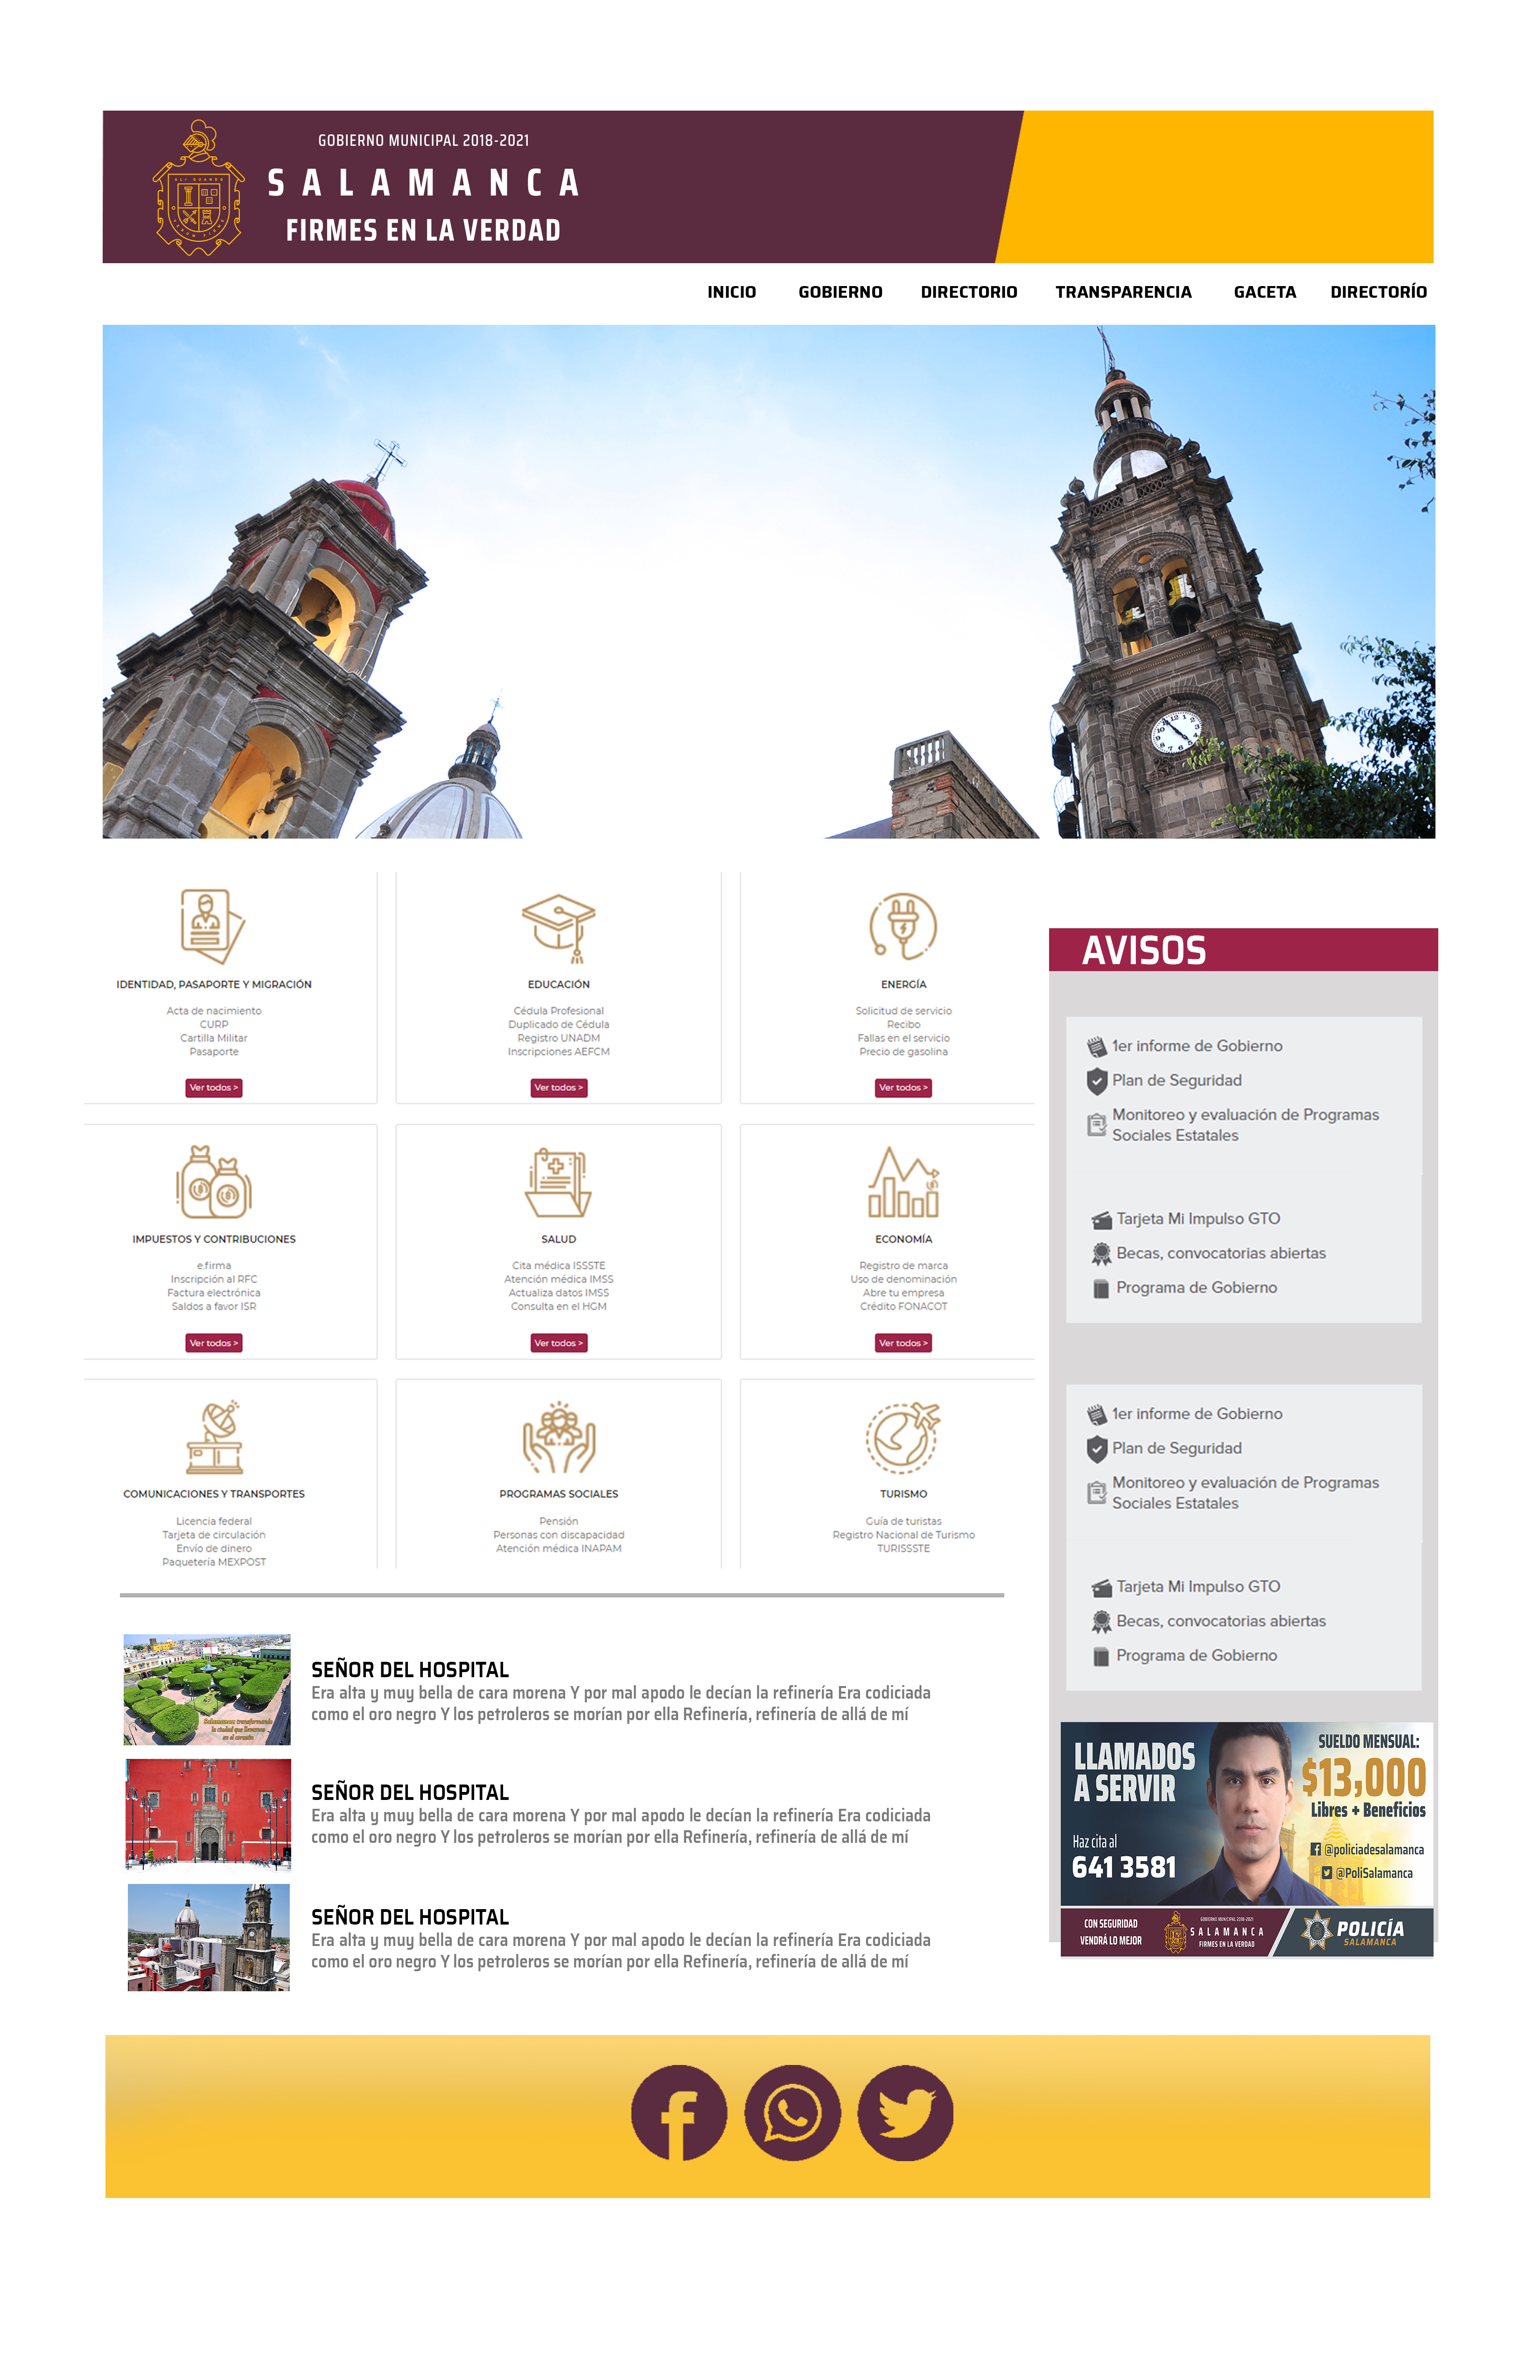 GOBIERNO MUNICIPAL 2018-2021
SALAMANCA
FIRMES EN LA VERDAD
INICIO GOBIERNO DIRECTORIO TRANSPARENCIA GACETA DIRECTORÍO
IDENTIDAD, PASAPORTE Y MIGRACIÓN
Acta de nacimiento
CURP
Cartilla Militar
Pasaporte
Ver todos >
EDUCACIÓN
Cédula Profesional
Duplicado de Cédula
Registro UNADM
Inscripciones AEFCM
Ver todos >
ENERGÍA
Solicitud de servicio
Recibo
Fallas en el servicio
Precio de gasolina
Ver todos >
IMPUESTOS Y CONTRIBUCIONES
e.firma
Inscripción al RFC
Factura electrónica
Saldos a favor ISR
Ver todos >
SALUD
Cita médica ISSSTE
Atención médica IMSS
Actualiza datos IMSS
Consulta en el HGM
Ver todos >
ECONOMÍA
Registro de marca
Uso de denominación
Abre tu empresa
Crédito FONACOT
Ver todos >
COMUNICACIONES Y TRANSPORTES
Licencia federal
Tarjeta de circulación
Envío de dinero
Paquetería MEXPOST
PROGRAMAS SOCIALES
Pensión
Personas con discapacidad
Atención médica INAPAM
TURISMO
Guía de turistas
Registro Nacional de Turismo
TURISSSTE
AVISOS
1er informe de Gobierno
Plan de Seguridad
Monitoreo y evaluación de Programas
Sociales Estatales
Tarjeta Mi Impulso GTO
Becas, convocatorias abiertas
Programa de Gobierno
1er informe de Gobierno
Plan de Seguridad
Monitoreo y evaluación de Programas
Sociales Estatales
Tarjeta Mi Impulso GTO
Becas, convocatorias abiertas
Programa de Gobierno
Salamanca transformando
la ciudad que llevamos
en el corazón
SEÑOR DEL HOSPITAL
Era alta y muy bella de cara morena Y por mal apodo le decían la refinería Era codiciada
como el oro negro Y los petroleros se morían por ella Refinería, refinería de allá de mí
SEÑOR DEL HOSPITAL
Era alta y muy bella de cara morena Y por mal apodo le decían la refinería Era codiciada
como el oro negro Y los petroleros se morían por ella Refinería, refinería de allá de mí
SEÑOR DEL HOSPITAL
Era alta y muy bella de cara morena Y por mal apodo le decían la refinería Era codiciada
como el oro negro Y los petroleros se morían por ella Refinería, refinería de allá de mí
LLAMADOS
A SERVIR
Haz cita al
641 3581
SUELDO MENSUAL:
$13,000
Libres + Beneficios
@policiadesalamanca
@PoliSalamanca
CON SEGURIDAD
VENDRÁ LO MEJOR
GOBIERNO MUNICIPAL 2018-2021
SALAMANCA
FIRMES EN LA VERDAD
POLICÍA
SALAMANCA